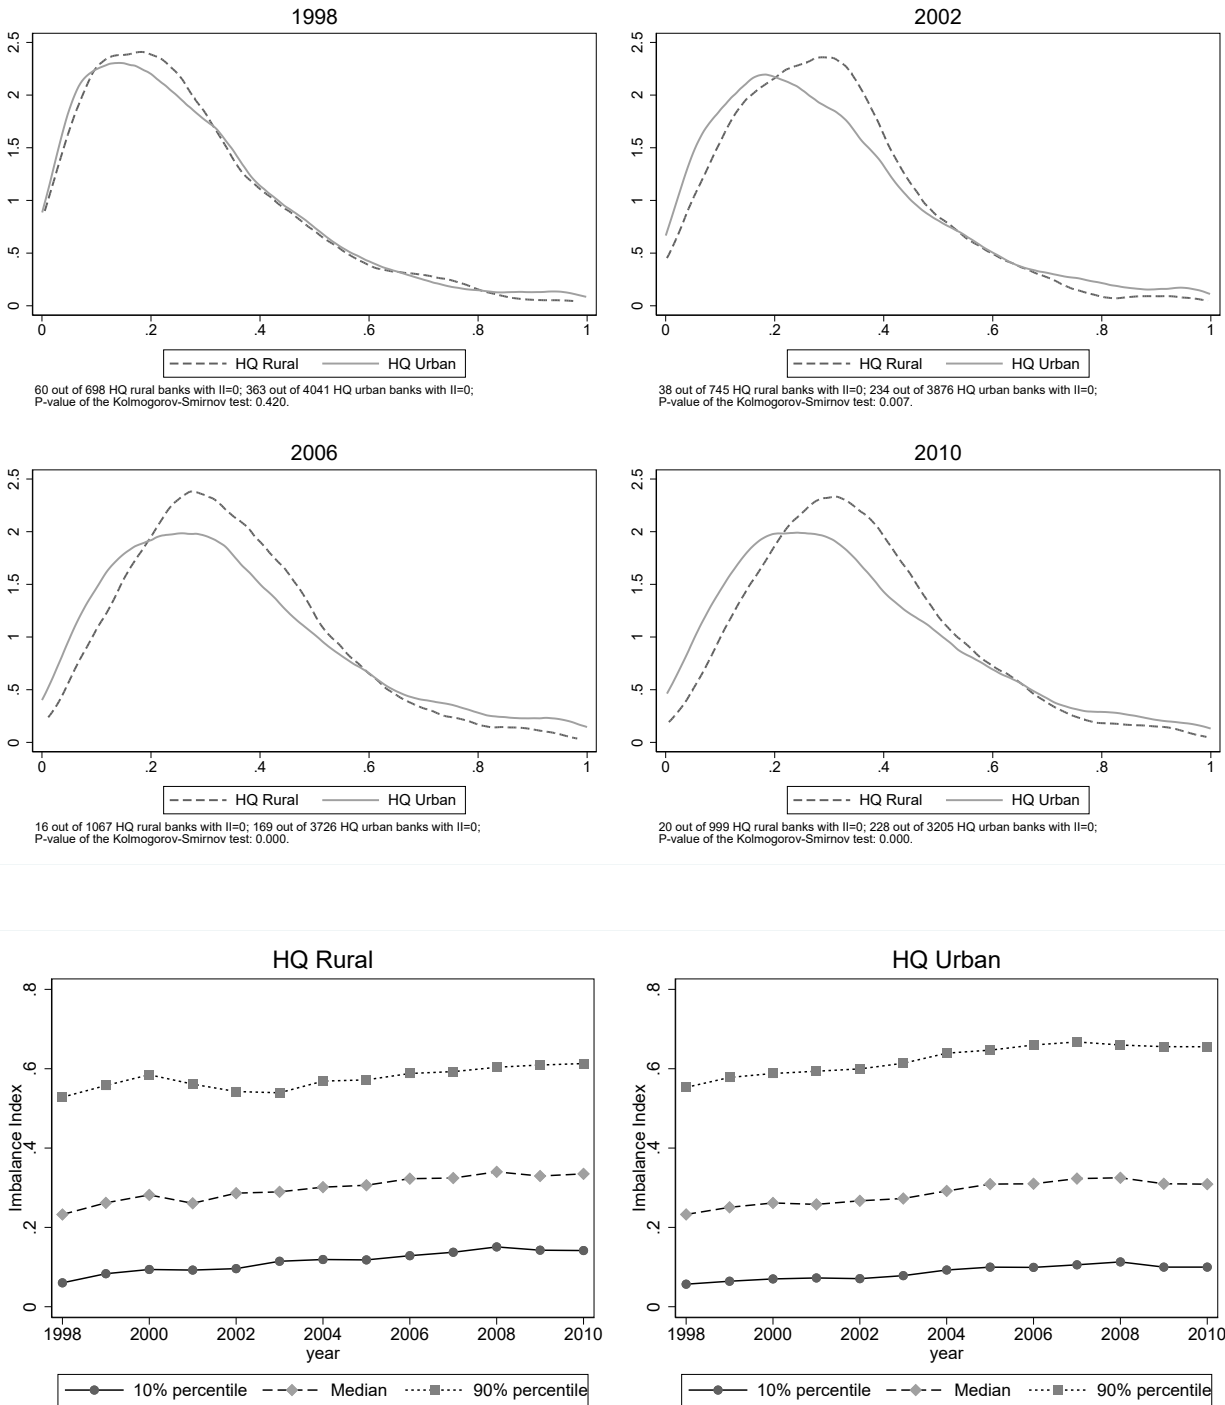 1998
2.5
2
1.5
1
.5
0
0 .2 .4 .6 .8 1
HQ Rural HQ Urban
60 out of 698 HQ rural banks with II=0; 363 out of 4041 HQ urban banks with II=0;
P-value of the Kolmogorov-Smirnov test: 0.420.
2002
2.5
2
1.5
1
.5
0
0 .2 .4 .6 .8 1
HQ Rural HQ Urban
38 out of 745 HQ rural banks with II=0; 234 out of 3876 HQ urban banks with II=0;
P-value of the Kolmogorov-Smirnov test: 0.007.
2006
2.5
2
1.5
1
.5
0
0 .2 .4 .6 .8 1
HQ Rural HQ Urban
16 out of 1067 HQ rural banks with II=0; 169 out of 3726 HQ urban banks with II=0;
P-value of the Kolmogorov-Smirnov test: 0.000.
2010
2.5
2
1.5
1
.5
0
0 .2 .4 .6 .8 1
HQ Rural HQ Urban
20 out of 999 HQ rural banks with II=0; 228 out of 3205 HQ urban banks with II=0;
P-value of the Kolmogorov-Smirnov test: 0.000.
HQ Rural
Imbalance Index
.8
.6
.4
.2
0
1998 2000 2002 2004 2006 2008 2010
year
10% percentile Median 90% percentile
HQ Urban
Imbalance Index
.8
.6
.4
.2
0
1998 2000 2002 2004 2006 2008 2010
year
10% percentile Median 90% percentile